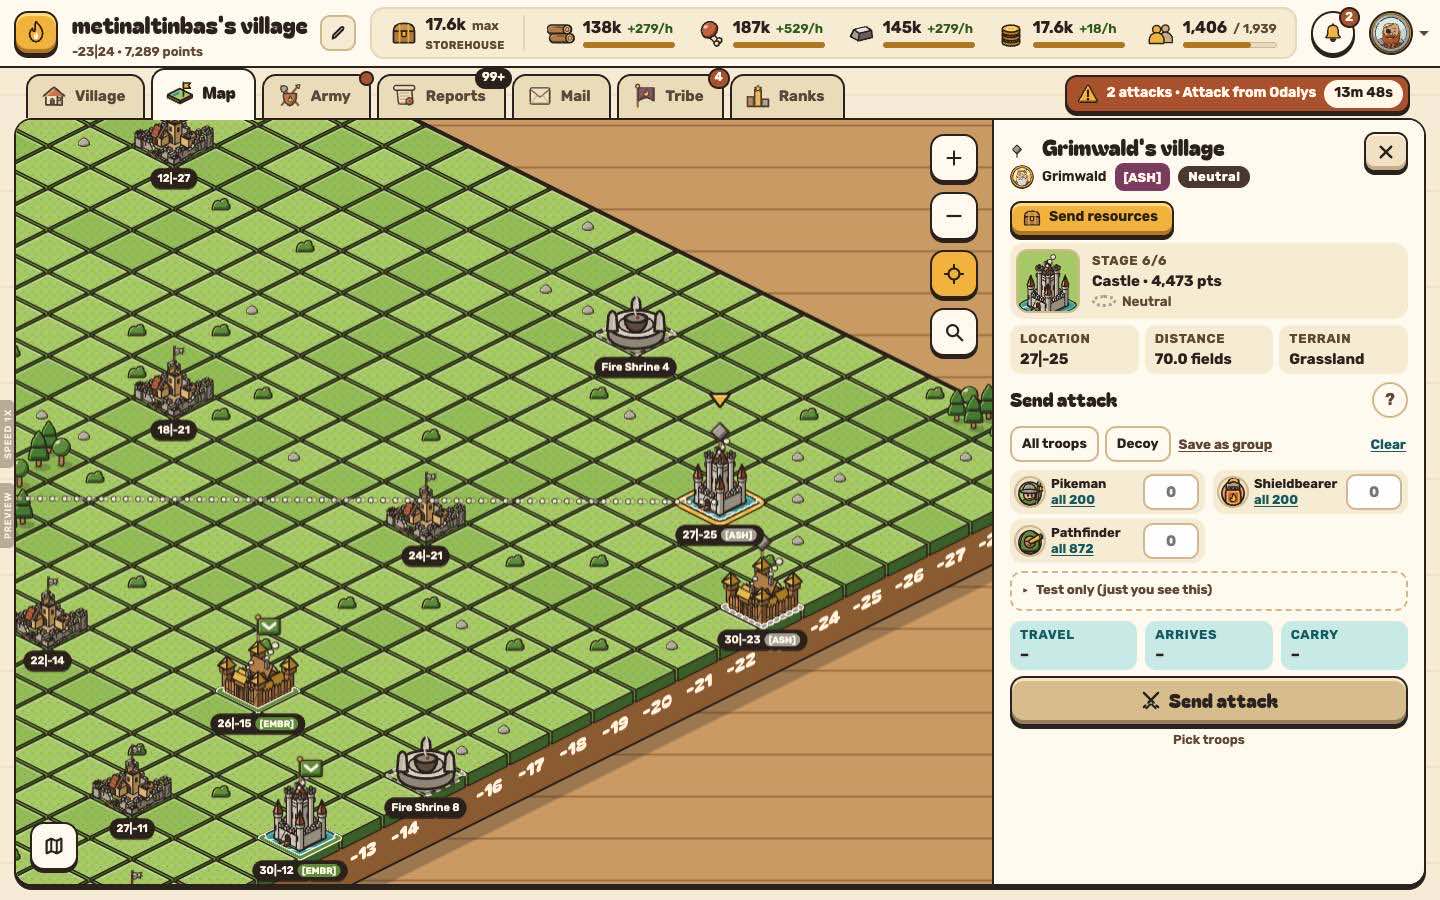 metinaltinbas's village
-23|24 • 7,289 points
17.6k max
STOREHOUSE
138k +279/h
187k +529/h
145k +279/h
17.6k +18/h
1,406 / 1,939
2
Village
Map
Army
Reports
99+
Mail
Tribe
4
Ranks
2 attacks • Attack from Odalys
13m 48s
12|-27
Fire Shrine 4
18|-21
SPEED 1X
PREVIEW
27|-25 [ASH]
24|-21
30|-23 [ASH]
22|-14
26|-15 [EMBR]
27|-11
Fire Shrine 8
30|-12 [EMBR]
-13
-14
-16
-17
-18
-19
-20
-21
-22
-24
-25
-26
-27
Grimwald's village
Grimwald [ASH] Neutral
Send resources
STAGE 6/6
Castle • 4,473 pts
Neutral
LOCATION
27|-25
DISTANCE
70.0 fields
TERRAIN
Grassland
Send attack
?
All troops
Decoy
Save as group
Clear
Pikeman
all 200
0
Shieldbearer
all 200
0
Pathfinder
all 872
0
Test only (just you see this)
TRAVEL
–
ARRIVES
–
CARRY
–
Send attack
Pick troops